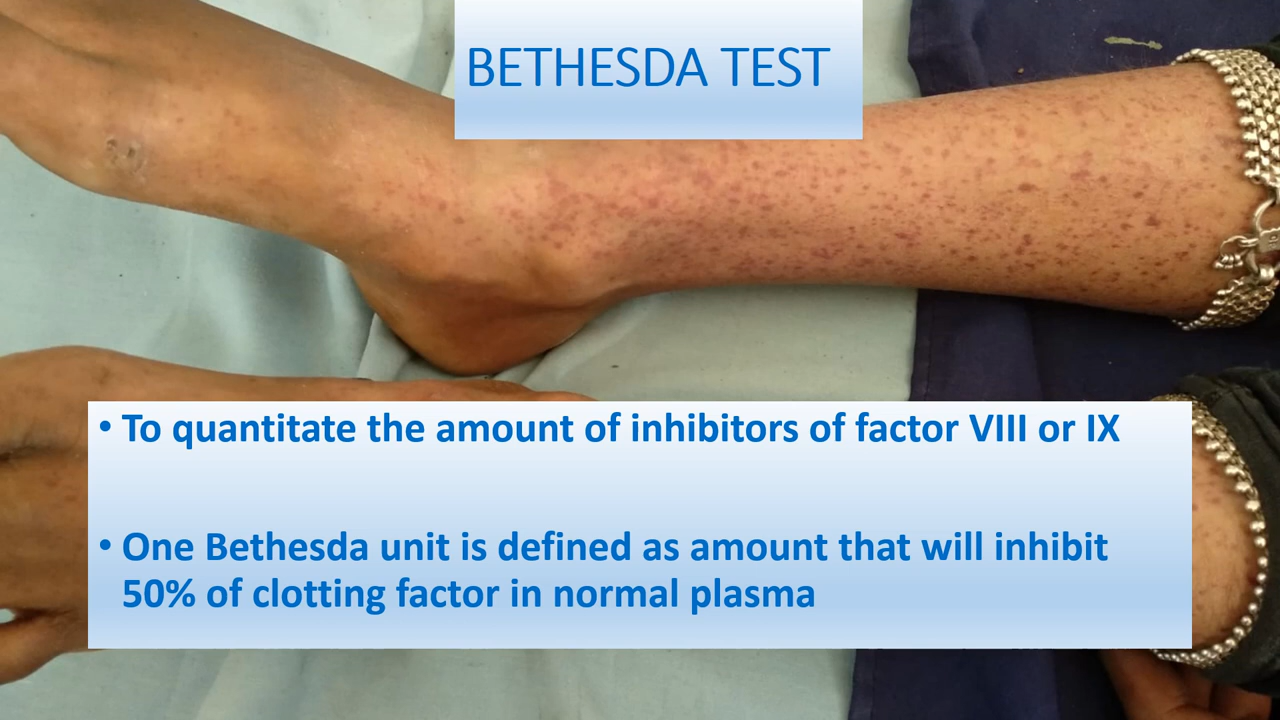 BETHESDA TEST
• To quantitate the amount of inhibitors of factor VIII or IX
• One Bethesda unit is defined as amount that will inhibit
50% of clotting factor in normal plasma